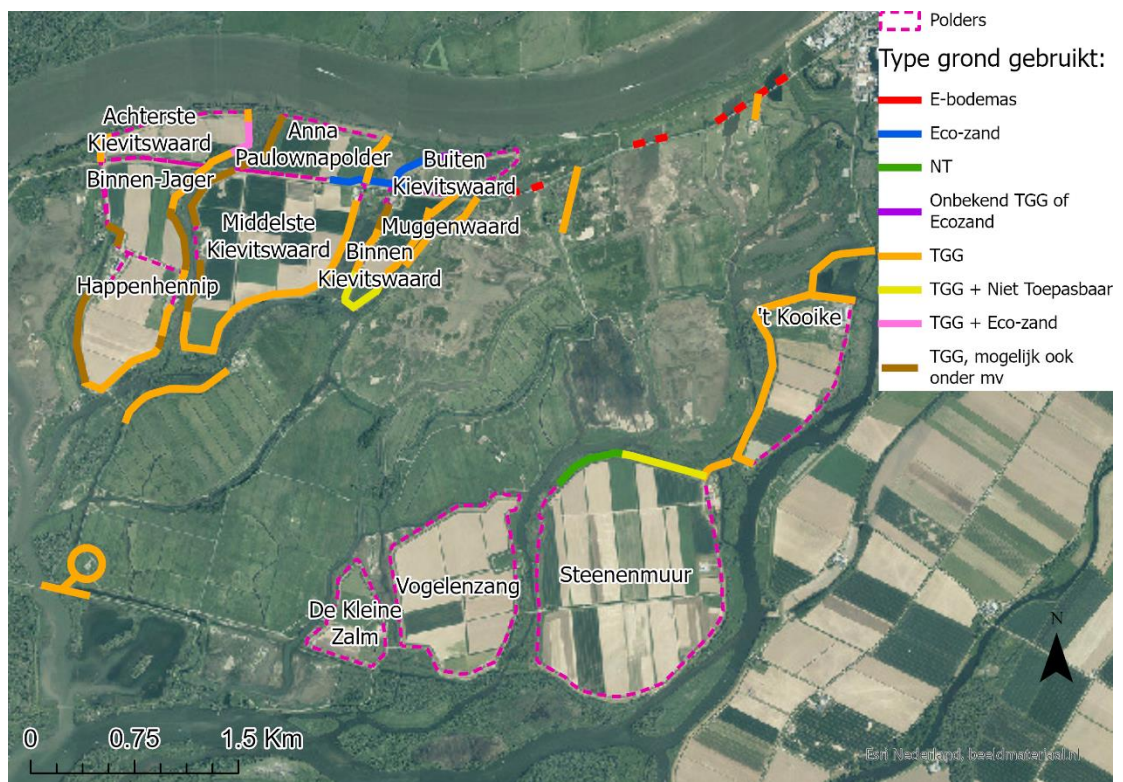 Polders
Type grond gebruikt:
E-bodemas
Eco-zand
NT
Onbekend TGG of
Ecozand
TGG
TGG + Niet Toepasbaar
TGG + Eco-zand
TGG, mogelijk ook
onder mv
Achterste
Kievitswaard
Anna
Paulownapolder
Buiten
Kievitswaard
Binnen-Jager
Middelste
Kievitswaard
Muggenwaard
Binnen
Kievitswaard
Happenhennip
't Kooike
Steenenmuur
Vogelenzang
De Kleine
Zalm
N
0 0.75 1.5 Km
Esri Nederland, beeldmateriaal.nl